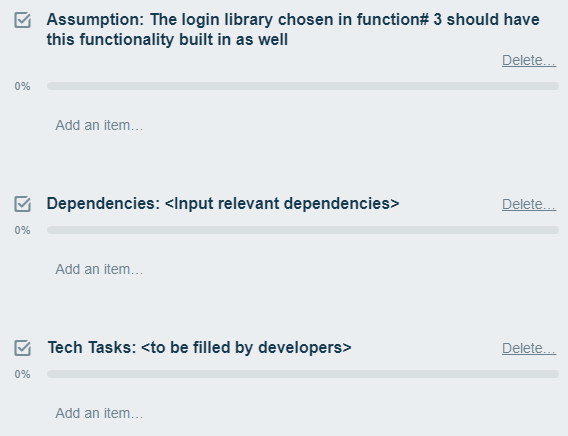 Assumption: The login library chosen in function# 3 should have
this functionality built in as well
Delete...
0%
Add an item...
Dependencies: <Input relevant dependencies>
Delete...
0%
Add an item...
Tech Tasks: <to be filled by developers>
Delete...
0%
Add an item...